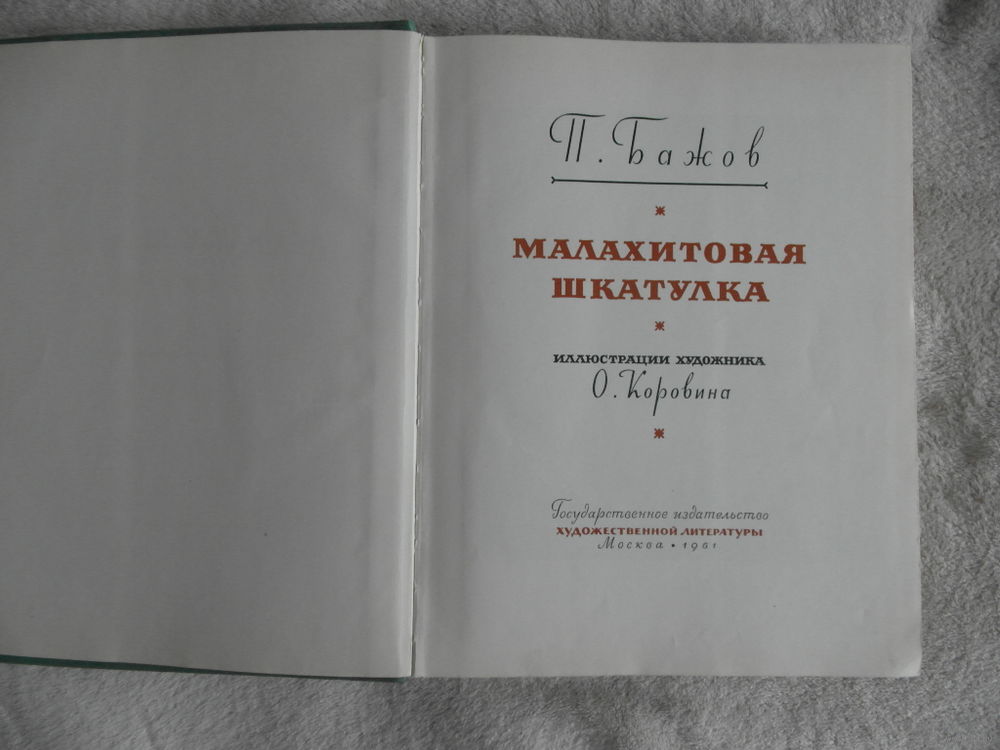 П. Бажов
МАЛАХИТОВАЯ
ШКАТУЛКА
ИЛЛЮСТРАЦИИ ХУДОЖНИКА
О. Коровина
Государственное издательство
ХУДОЖЕСТВЕННОЙ ЛИТЕРАТУРЫ
Москва • 1961